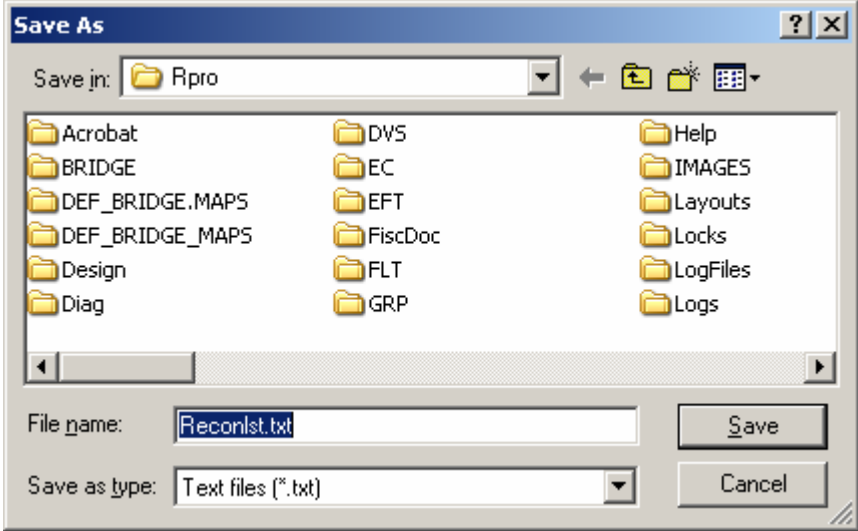 Save As
Save in: Rpro
Acrobat DVS Help
BRIDGE EC IMAGES
DEF_BRIDGE.MAPS EFT Layouts
DEF_BRIDGE_MAPS FiscDoc Locks
Design FLT LogFiles
Diag GRP Logs
File name: Reconlst.txt Save
Save as type: Text files (*.txt) Cancel